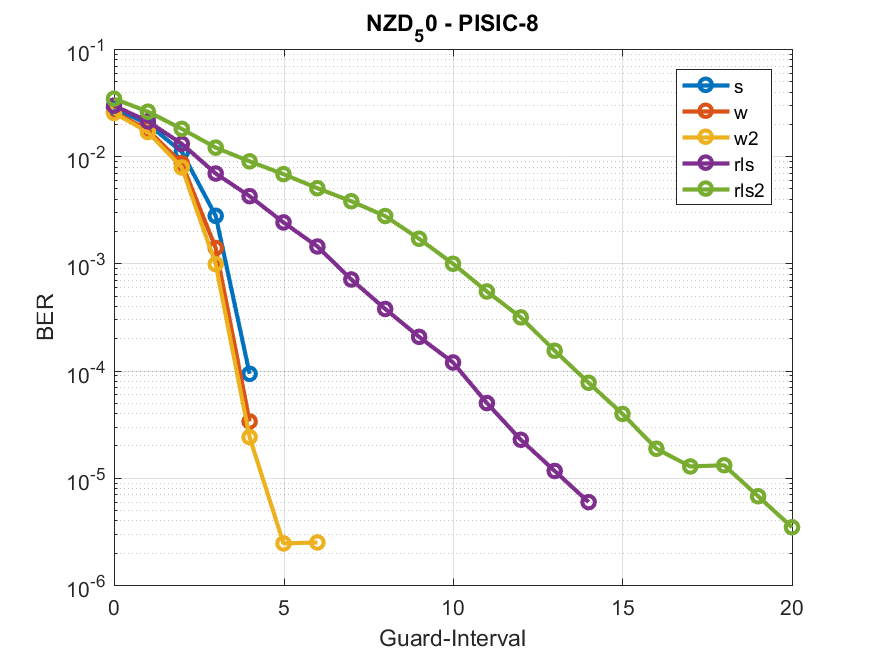 NZD₅0 - PISIC-8
10⁻¹
10⁻²
10⁻³
10⁻⁴
10⁻⁵
10⁻⁶
BER
s
w
w2
rls
rls2
0 5 10 15 20
Guard-Interval